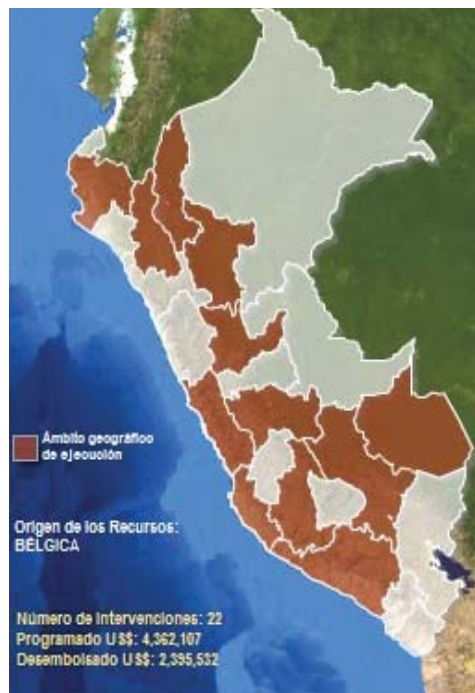 Ámbito geográfico
de ejecución
Origen de los Recursos:
BÉLGICA
Número de Intervenciones: 22
Programado US$: 4,362,107
Desembolsado US$: 2,395,532